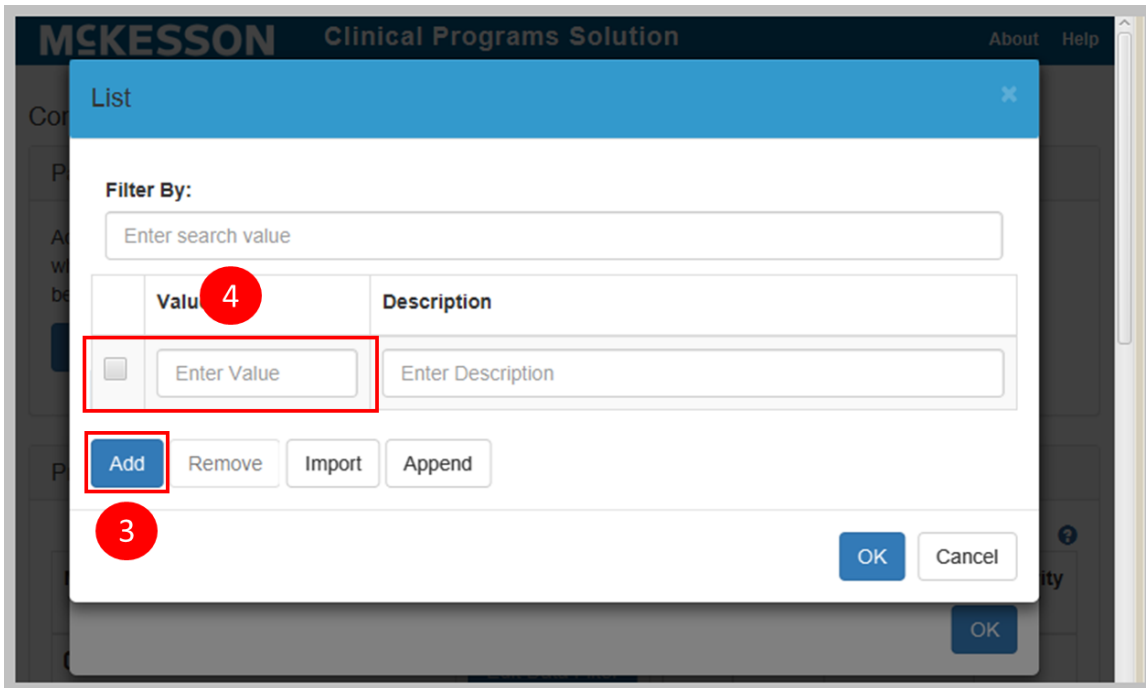 MCKESSON Clinical Programs Solution About Help
List ×
Filter By:
Enter search value
4
Description
Enter Value Enter Description
Add Remove Import Append
3
OK Cancel
OK